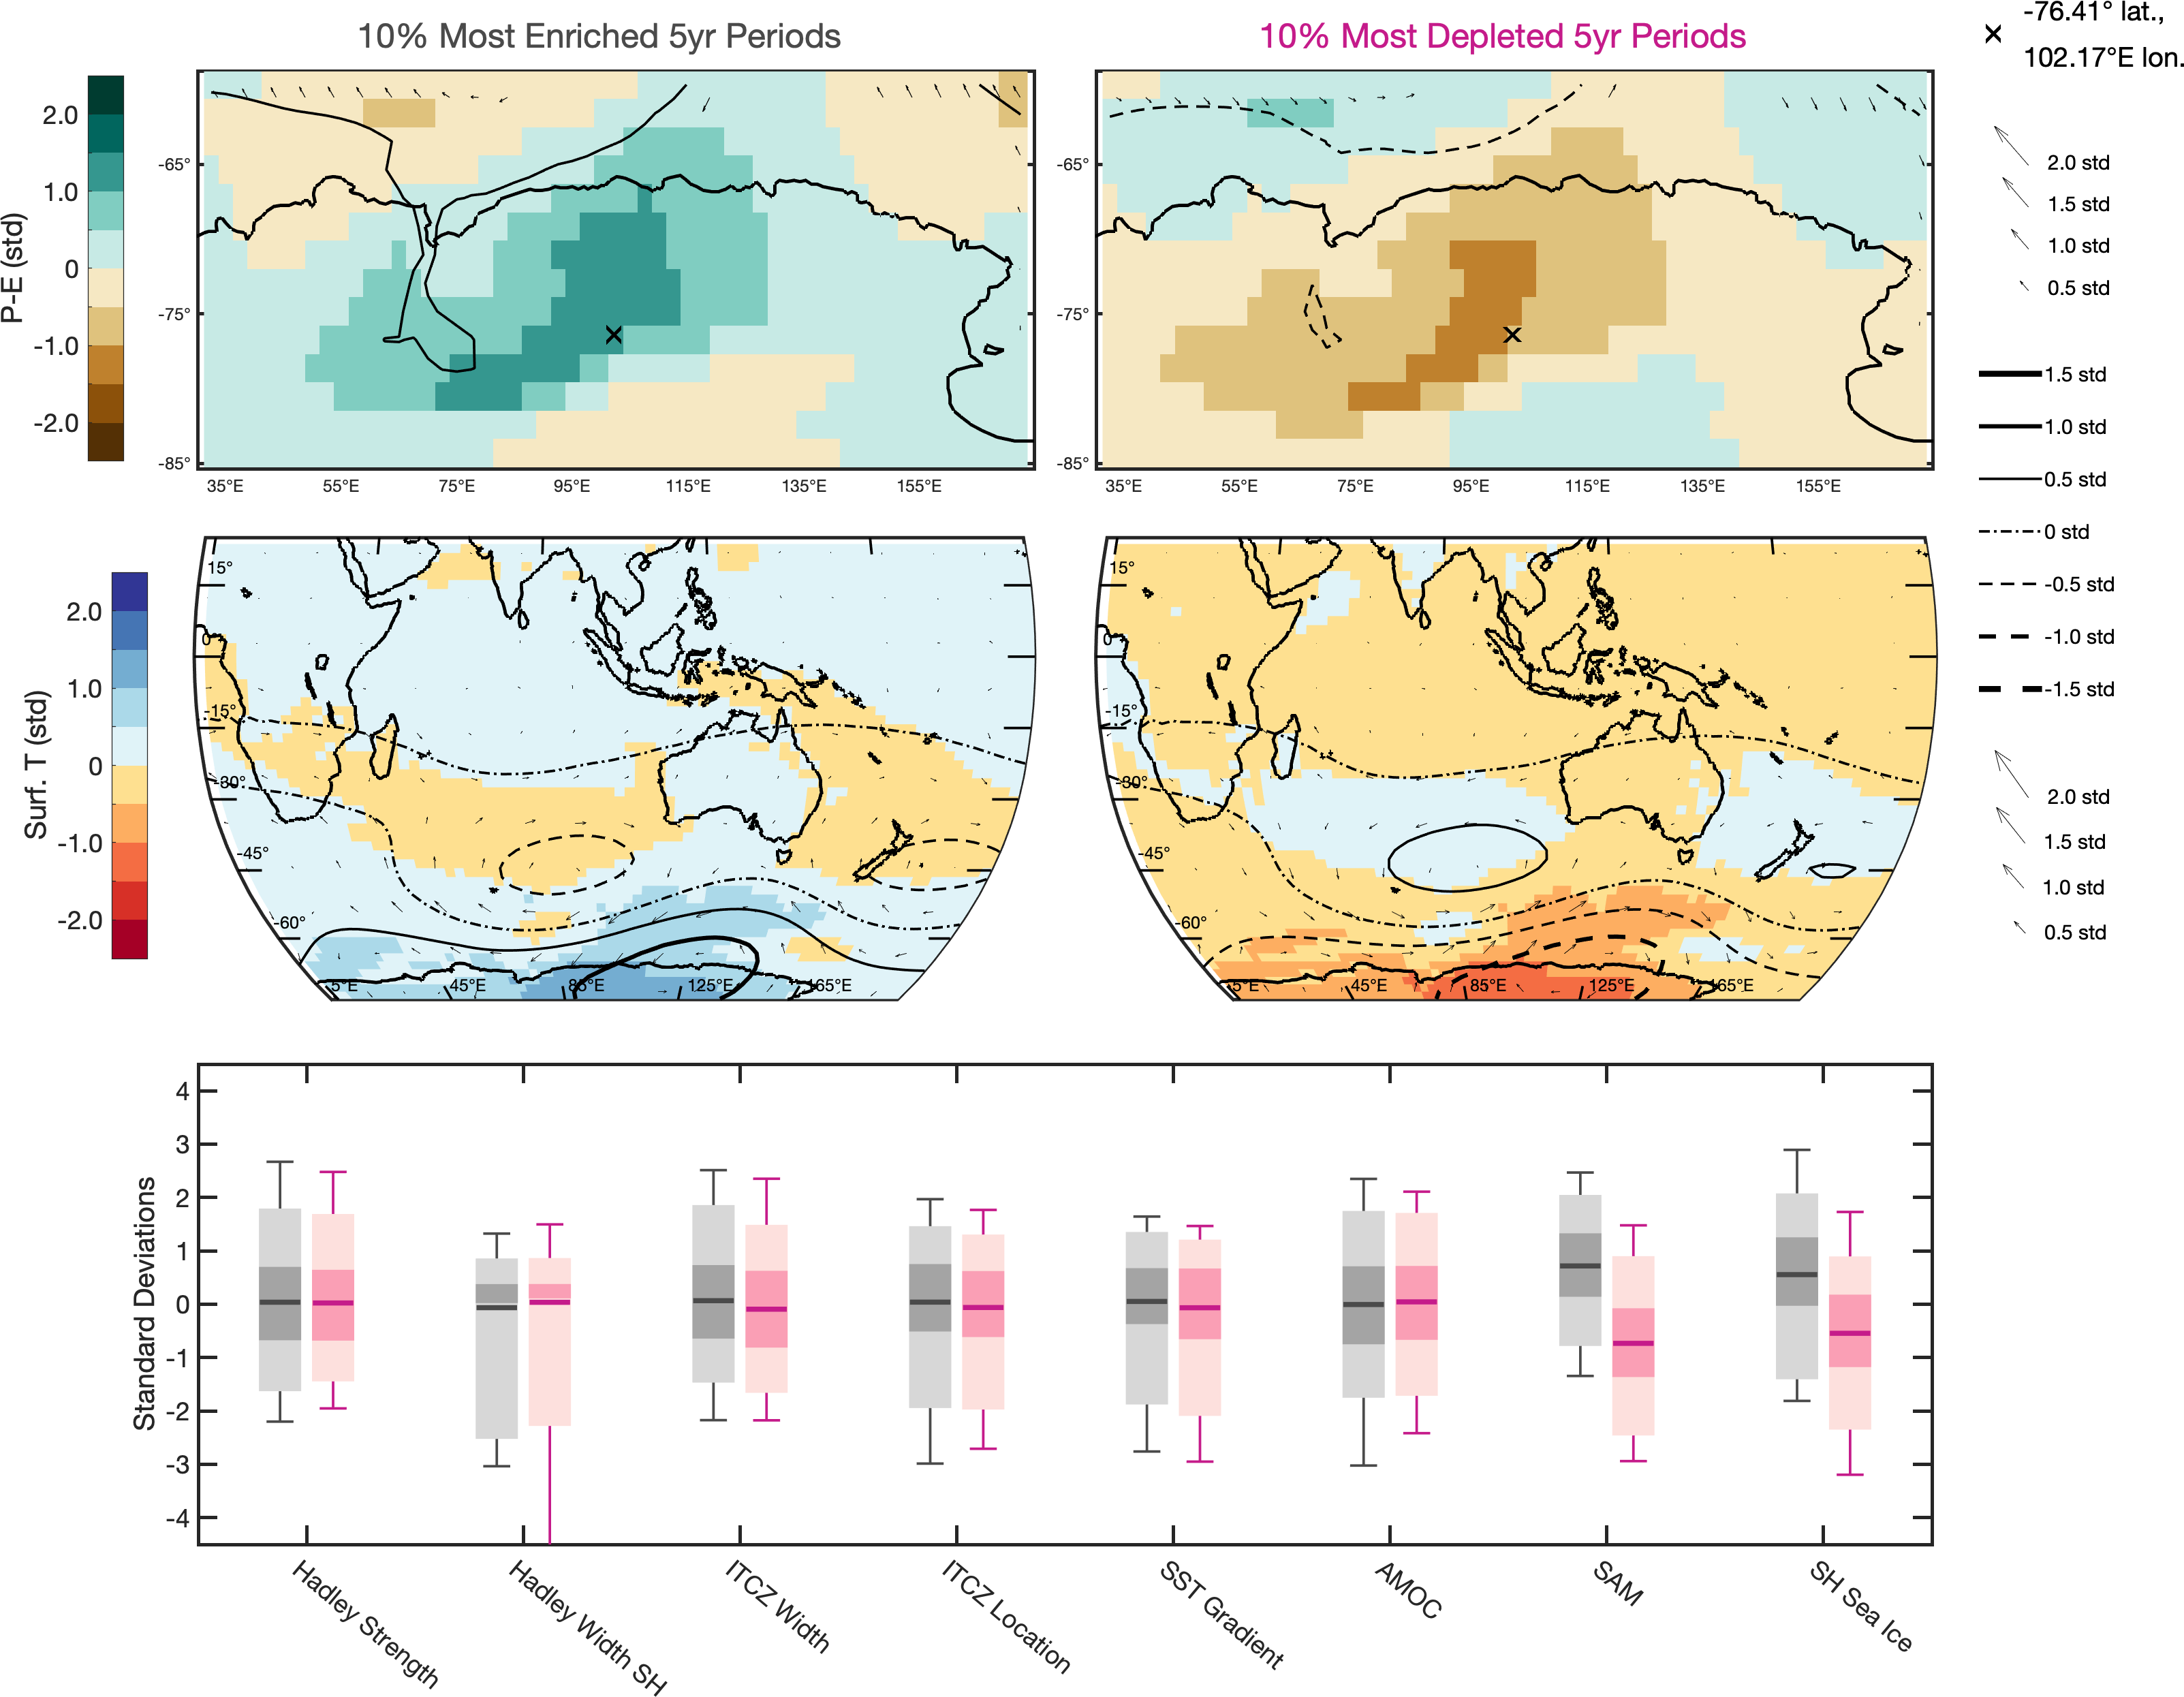 10% Most Enriched 5yr Periods
10% Most Depleted 5yr Periods
-76.41° lat.,
102.17°E lon.
P-E (std)
2.0
1.0
0
-1.0
-2.0
-65°
-75°
-85°
35°E 55°E 75°E 95°E 115°E 135°E 155°E
-65°
-75°
-85°
35°E 55°E 75°E 95°E 115°E 135°E 155°E
2.0 std
1.5 std
1.0 std
0.5 std
1.5 std
1.0 std
0.5 std
0 std
-0.5 std
-1.0 std
-1.5 std
2.0 std
1.5 std
1.0 std
0.5 std
Surf. T (std)
2.0
1.0
0
-1.0
-2.0
15°
0°
-15°
-30°
-45°
-60°
5°E 45°E 85°E 125°E 165°E
15°
0°
-15°
-30°
-45°
-60°
5°E 45°E 85°E 125°E 165°E
Standard Deviations
4
3
2
1
0
-1
-2
-3
-4
Hadley Strength
Hadley Width SH
ITCZ Width
ITCZ Location
SST Gradient
AMOC
SAM
SH Sea Ice